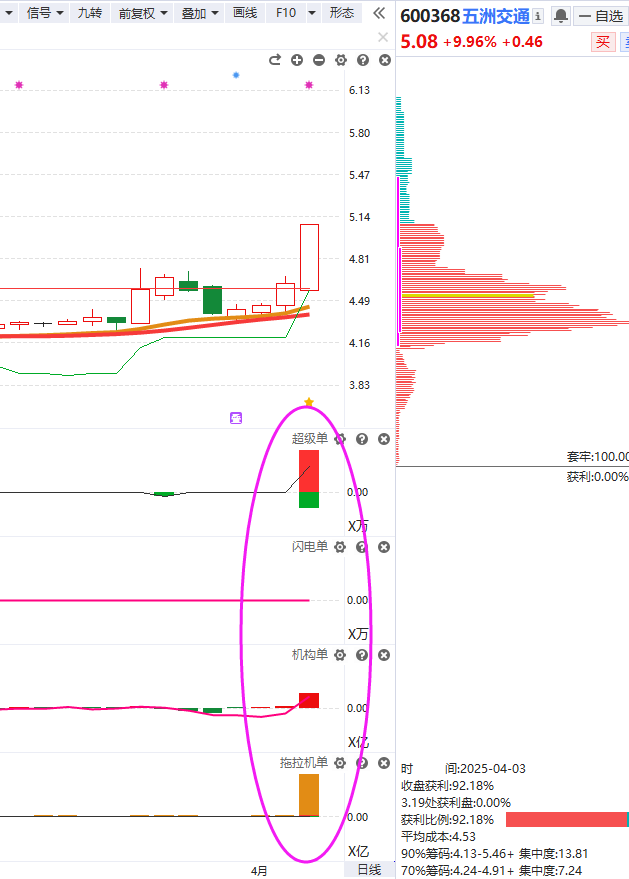 信号 九转 前复权 叠加 画线 F10 形态
600368五洲交通
自选
5.08 +9.96% +0.46
买
6.13
5.80
5.47
5.14
4.81
4.49
4.16
3.83
套牢:100.00
获利:0.00%
超级单
0.00
X万
闪电单
0.00
X万
机构单
0.00
X亿
拖拉机单
0.00
X亿
4月
日线
时 间:2025-04-03
收盘获利:92.18%
3.19处获利盘:0.00%
获利比例:92.18%
平均成本:4.53
90%筹码:4.13-5.46+ 集中度:13.81
70%筹码:4.24-4.91+ 集中度:7.24